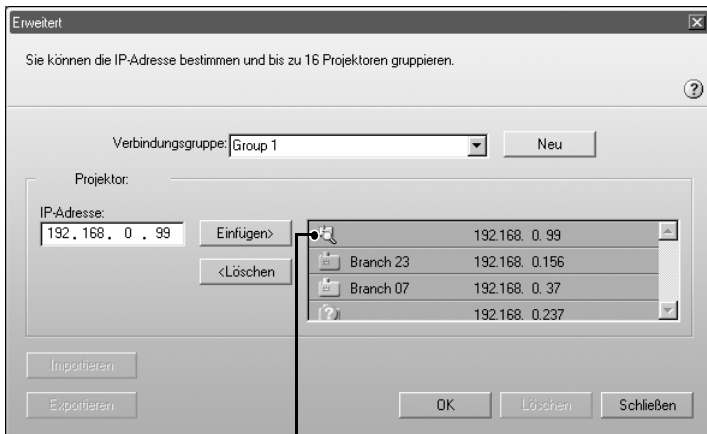 Erweitert
Sie können die IP-Adresse bestimmen und bis zu 16 Projektoren gruppieren.
Verbindungsgruppe: Group 1
Neu
Projektor:
IP-Adresse:
192.168. 0 . 99
Einfügen>
<Löschen
192.168. 0. 99
Branch 23 192.168. 0.156
Branch 07 192.168. 0. 37
192.168. 0.237
Importieren
Exportieren
OK
Löschen
Schließen